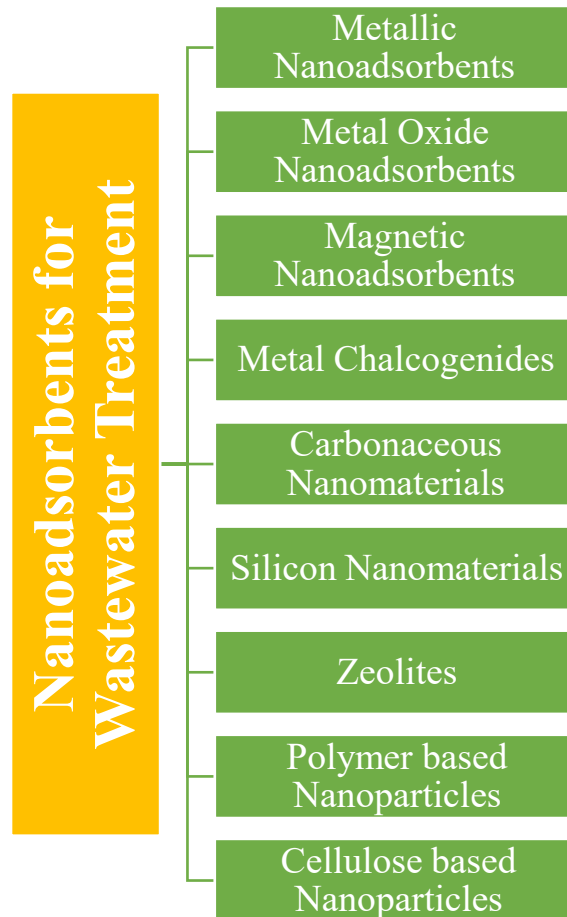 Nanoadsorbents for
Wastewater Treatment
Metallic
Nanoadsorbents
Metal Oxide
Nanoadsorbents
Magnetic
Nanoadsorbents
Metal Chalcogenides
Carbonaceous
Nanomaterials
Silicon Nanomaterials
Zeolites
Polymer based
Nanoparticles
Cellulose based
Nanoparticles